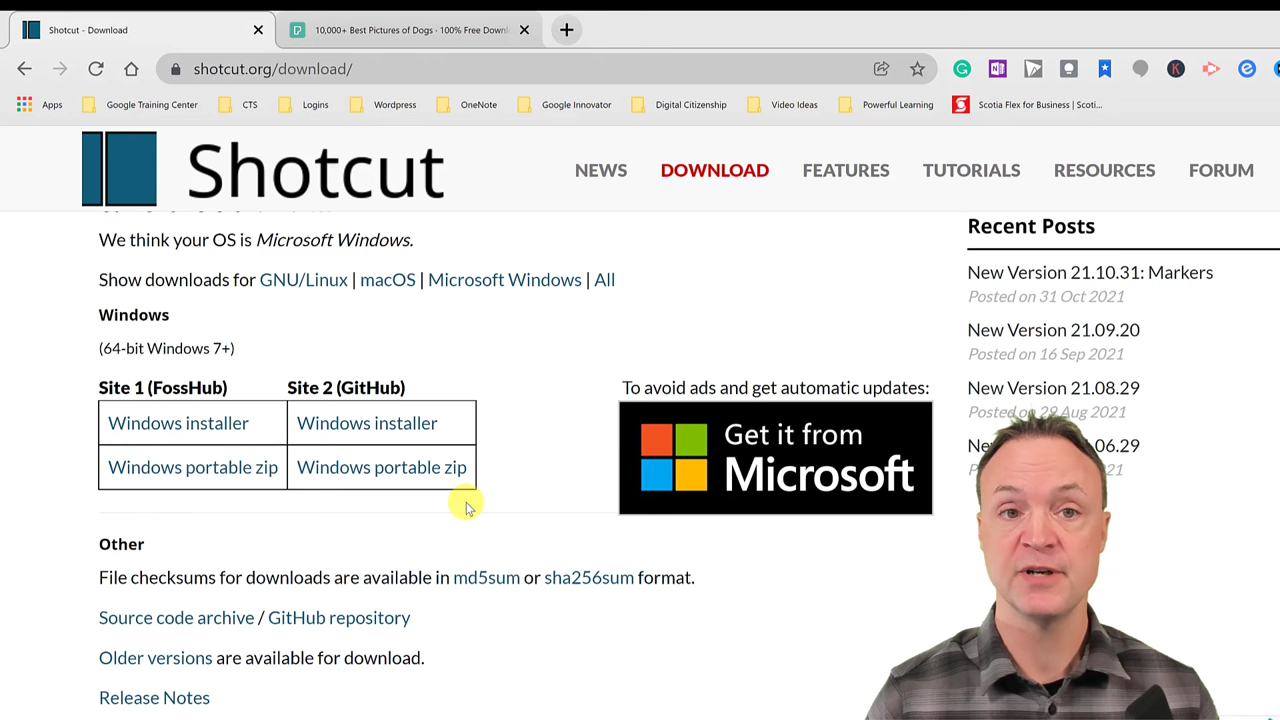 Shotcut - Download
10,000+ Best Pictures of Dogs · 100% Free Down
shotcut.org/download/
Apps
Google Training Center
CTS
Logins
Wordpress
OneNote
Google Innovator
Digital Citizenship
Video Ideas
Powerful Learning
Scotia Flex for Business | Scoti...
Shotcut
NEWS
DOWNLOAD
FEATURES
TUTORIALS
RESOURCES
FORUM
We think your OS is Microsoft Windows.
Show downloads for GNU/Linux | macOS | Microsoft Windows | All
Windows
(64-bit Windows 7+)
Site 1 (FossHub) Site 2 (GitHub)
Windows installer Windows installer
Windows portable zip Windows portable zip
To avoid ads and get automatic updates:
Get it from
Microsoft
Other
File checksums for downloads are available in md5sum or sha256sum format.
Source code archive / GitHub repository
Older versions are available for download.
Release Notes
Recent Posts
New Version 21.10.31: Markers
Posted on 31 Oct 2021
New Version 21.09.20
Posted on 16 Sep 2021
New Version 21.08.29
Posted on 29 Aug 2021